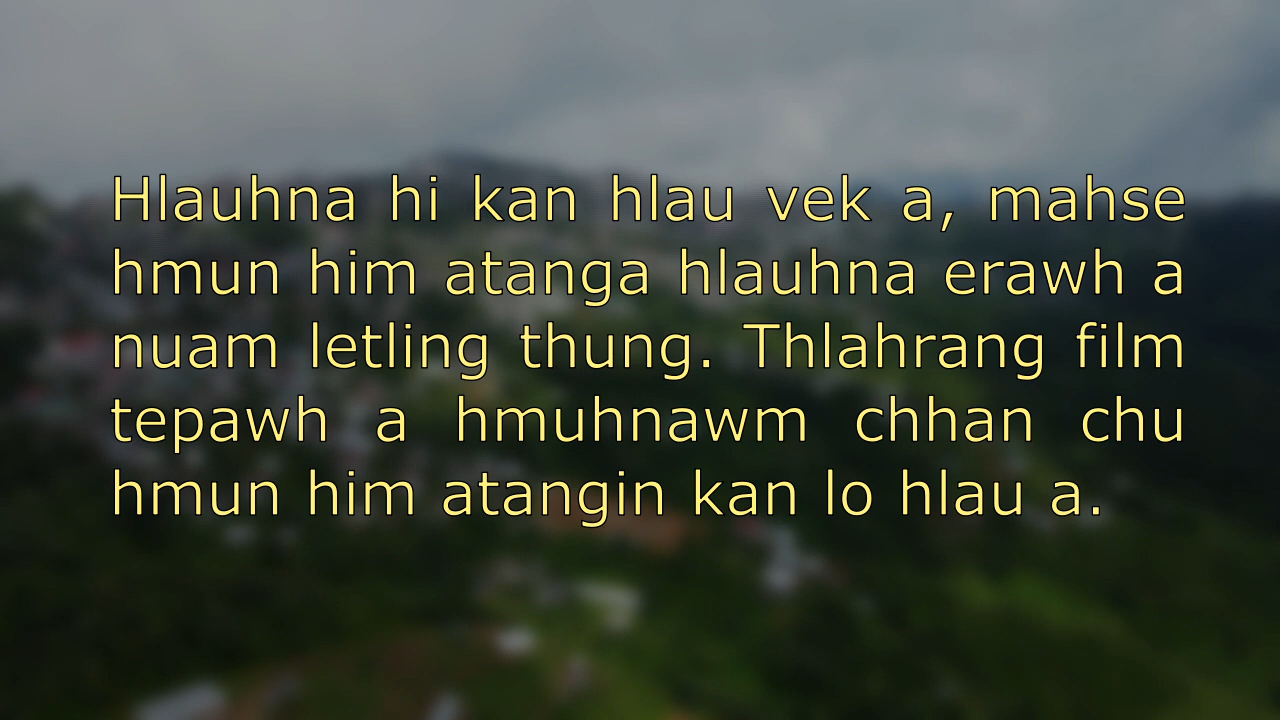 Hlauhna hi kan hlau vek a, mahse
hmun him atanga hlauhna erawh a
nuam letling thung. Thlahrang film
tepawh a hmuhnawm chhan chu
hmun him atangin kan lo hlau a.